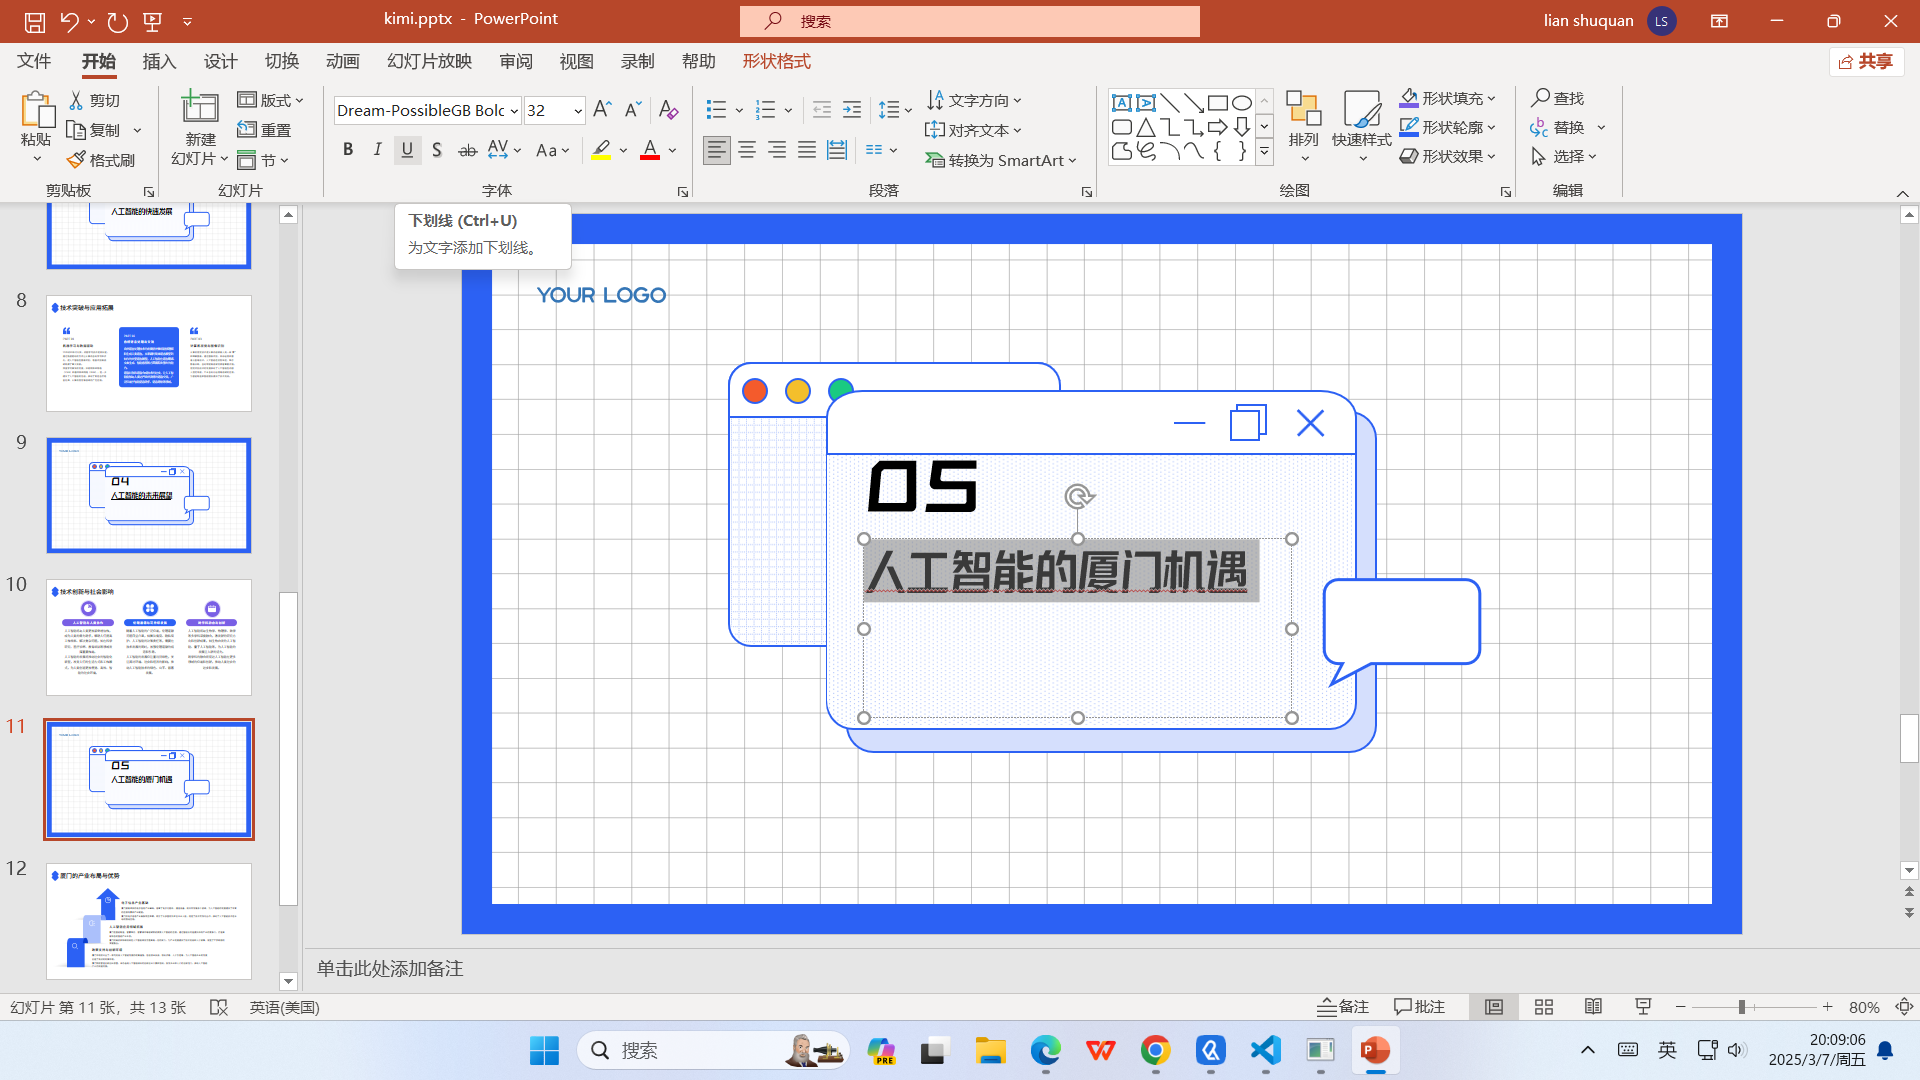 kimi.pptx - PowerPoint
搜索
lian shuquan
LS
文件 开始 插入 设计 切换 动画 幻灯片放映 审阅 视图 录制 帮助 形状格式
共享
粘贴
剪切
复制
格式刷
剪贴板
新建
幻灯片
版式
重置
节
幻灯片
Dream-PossibleGB Bolc
32
字体
文字方向
对齐文本
转换为 SmartArt
段落
排列
快速样式
形状填充
形状轮廓
形状效果
绘图
查找
替换
选择
编辑
下划线 (Ctrl+U)
为文字添加下划线。
人工智能的快速发展
8
技术突破与应用拓展
9
04
人工智能的未来展望
10
技术创新与社会影响
11
05
人工智能的厦门机遇
12
厦门的产业布局与优势
YOUR LOGO
05
人工智能的厦门机遇
单击此处添加备注
幻灯片 第 11 张，共 13 张
英语(美国)
备注
批注
80%
搜索
PRE
英
20:09:06
2025/3/7/周五